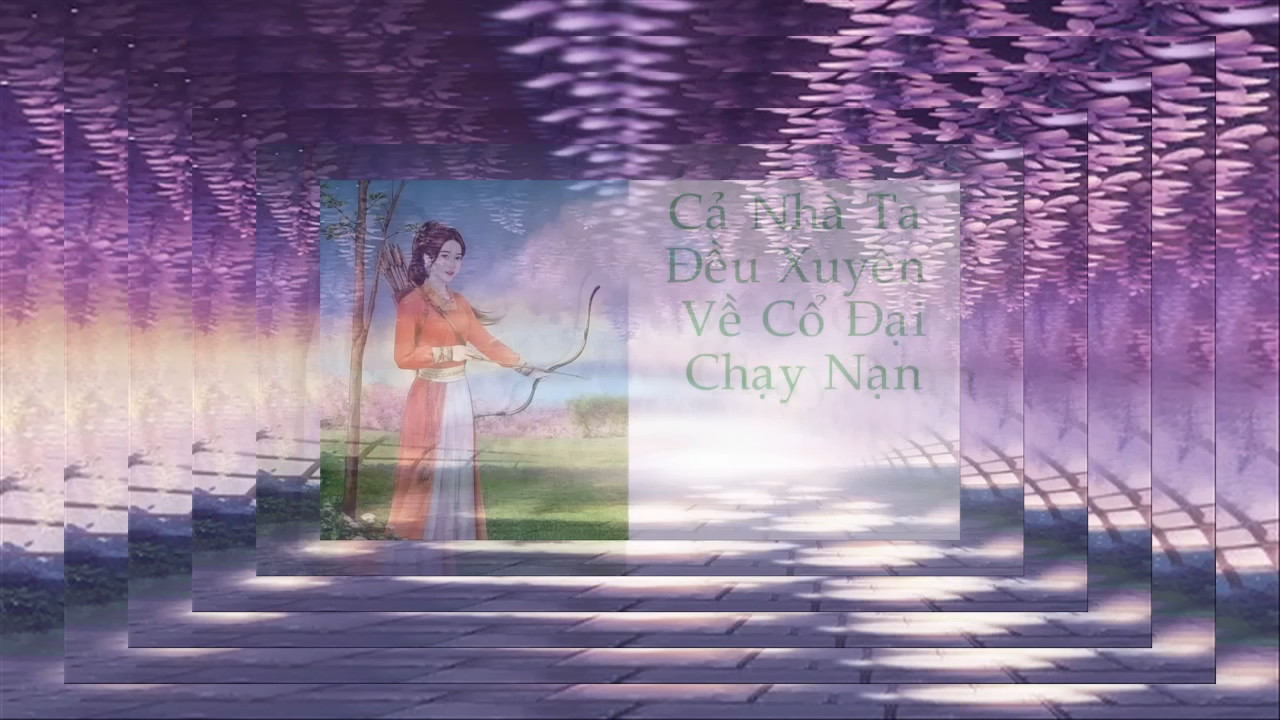 Cả Nhà Ta
Đều Xuyên
Về Cổ Đại
Chạy Nạn